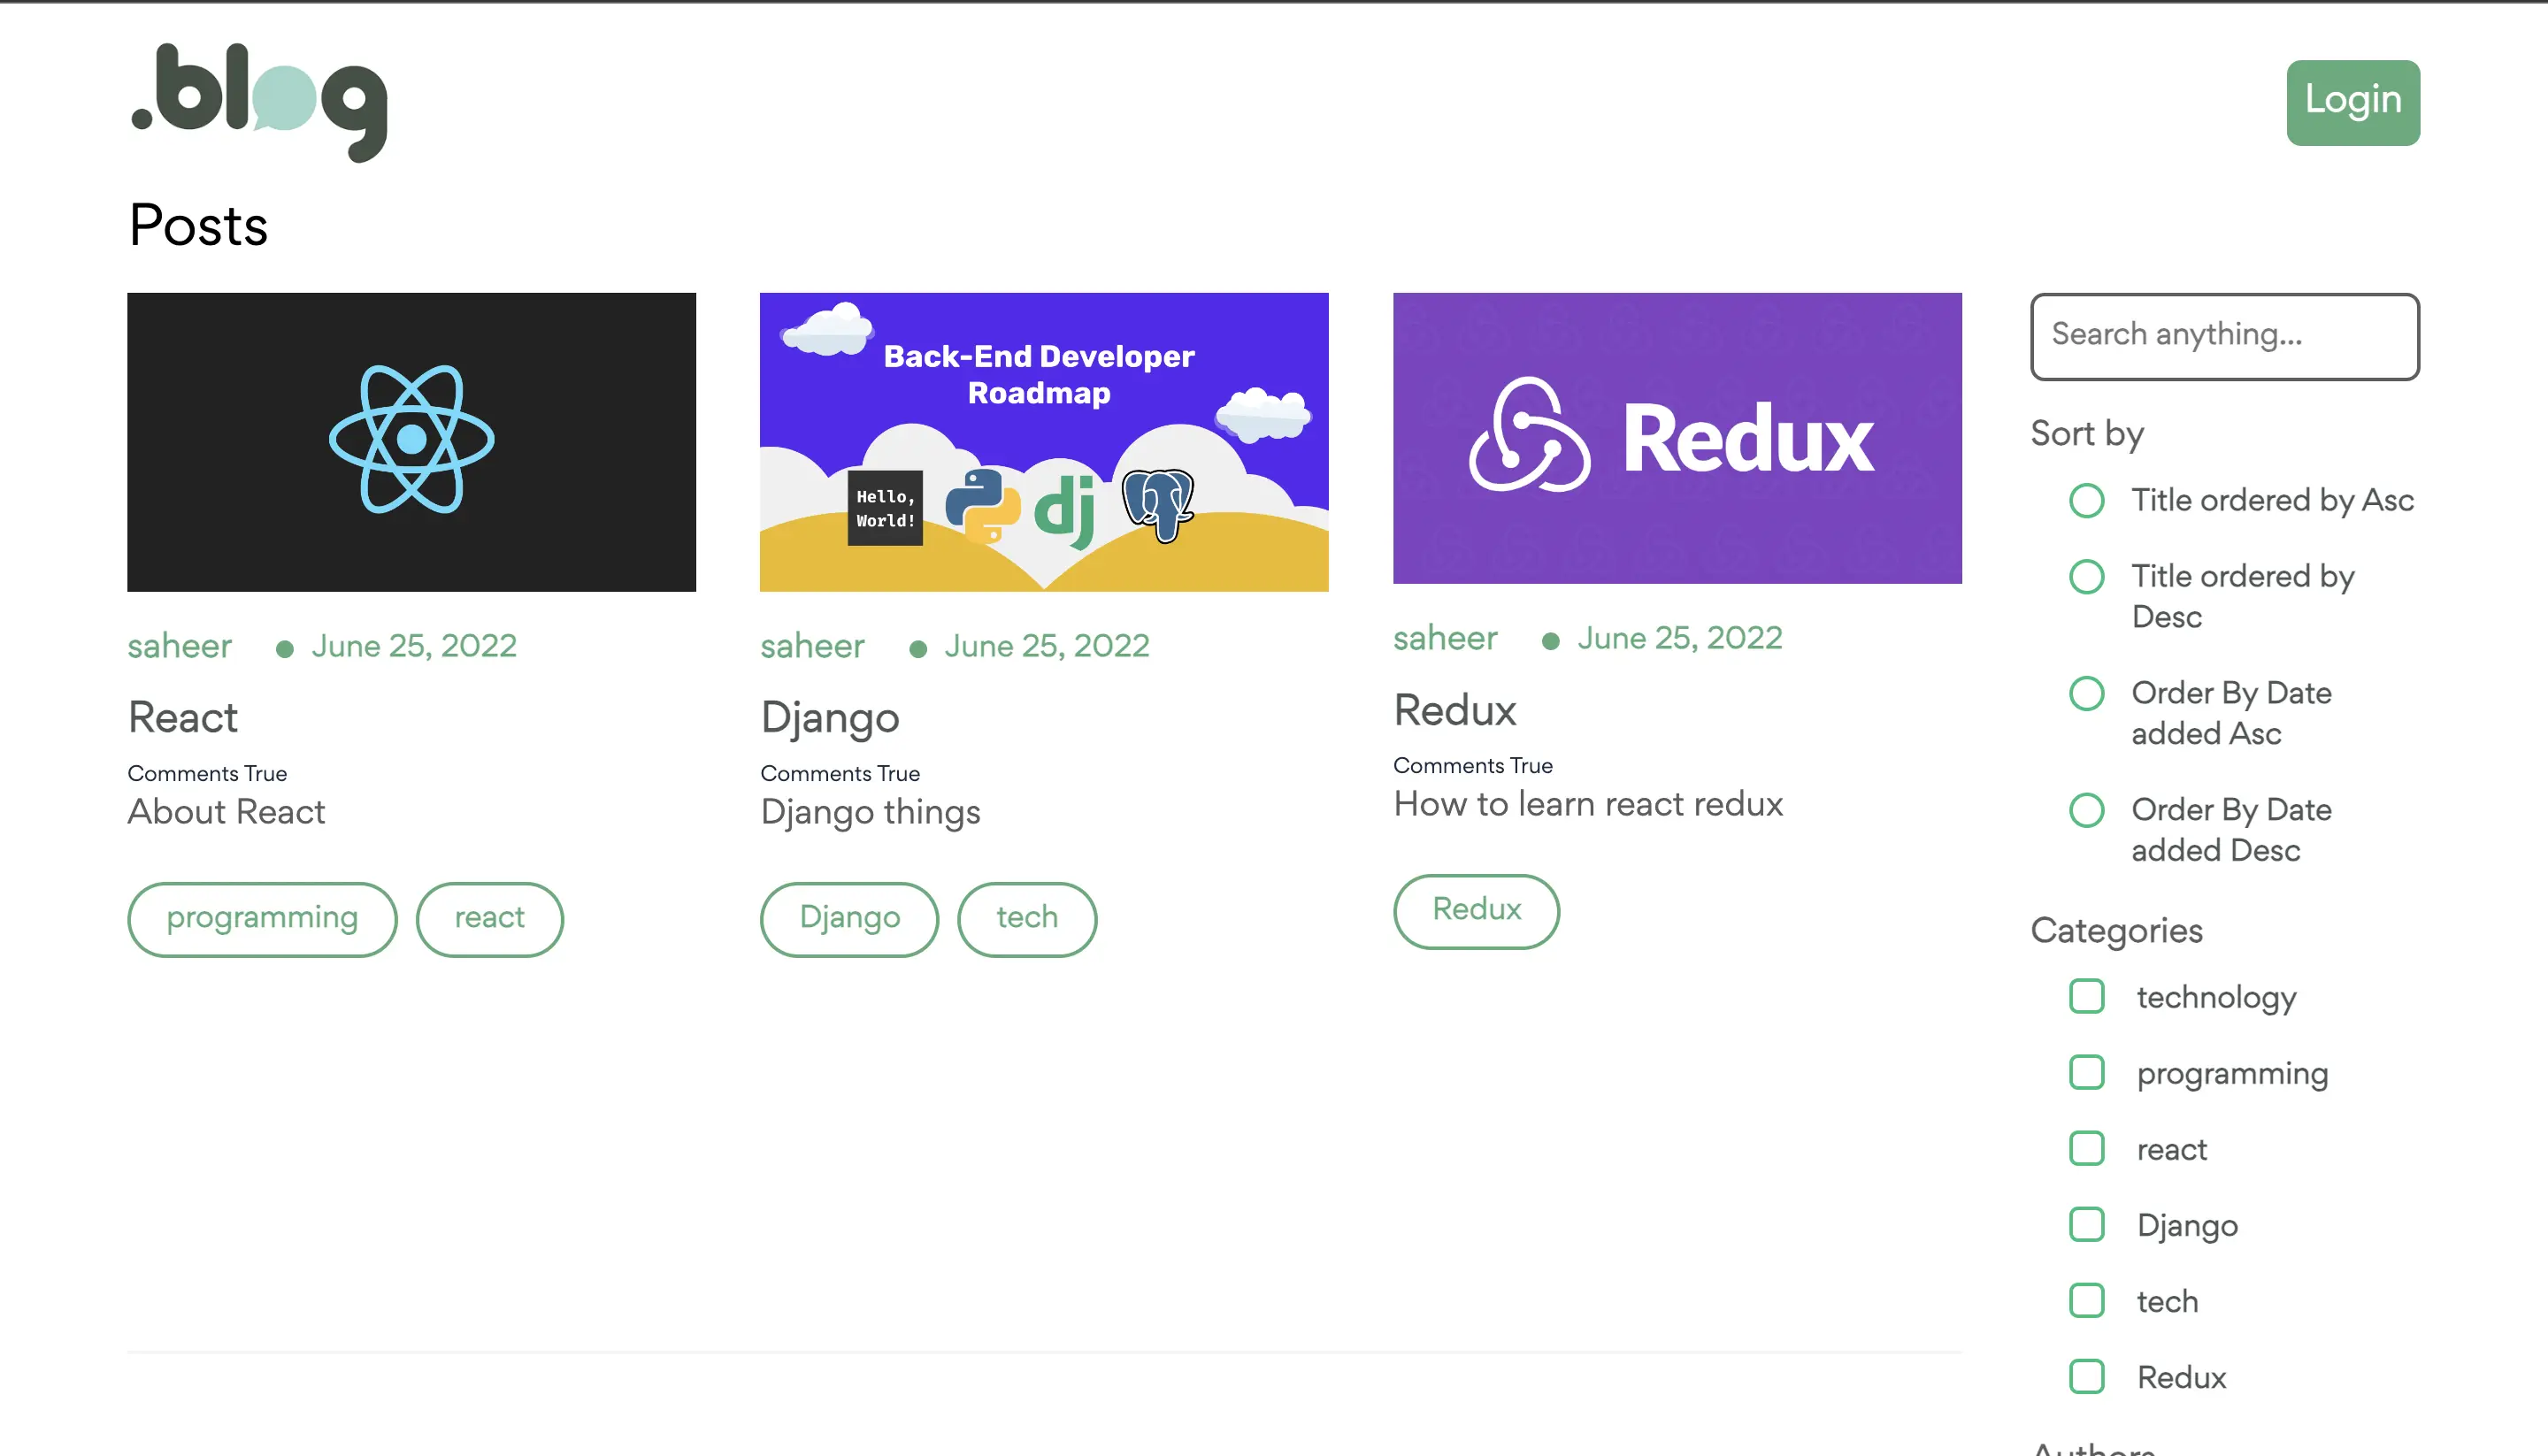 .blog
Login
Posts
Back-End Developer
Roadmap
Hello,
World!
dj
Redux
saheer • June 25, 2022
React
Comments True
About React
programming
react
saheer • June 25, 2022
Django
Comments True
Django things
Django
tech
saheer • June 25, 2022
Redux
Comments True
How to learn react redux
Redux
Search anything...
Sort by
Title ordered by Asc
Title ordered by
Desc
Order By Date
added Asc
Order By Date
added Desc
Categories
technology
programming
react
Django
tech
Redux
Authors